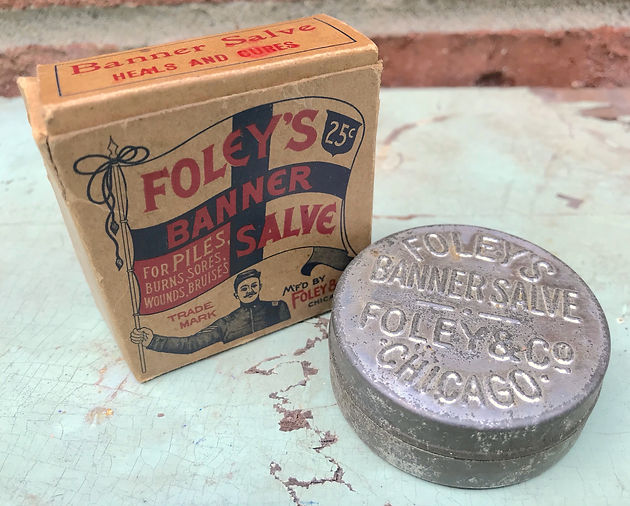 Banner Salve
HEALS AND CURES
FOLEY'S
25¢
BANNER
SALVE
FOR PILES,
BURNS, SORES,
WOUNDS, BRUISES
TRADE
MARK
M'F'D BY
FOLEY &
CHICA
FOLEY'S
BANNER SALVE
FOLEY & Co
CHICAGO